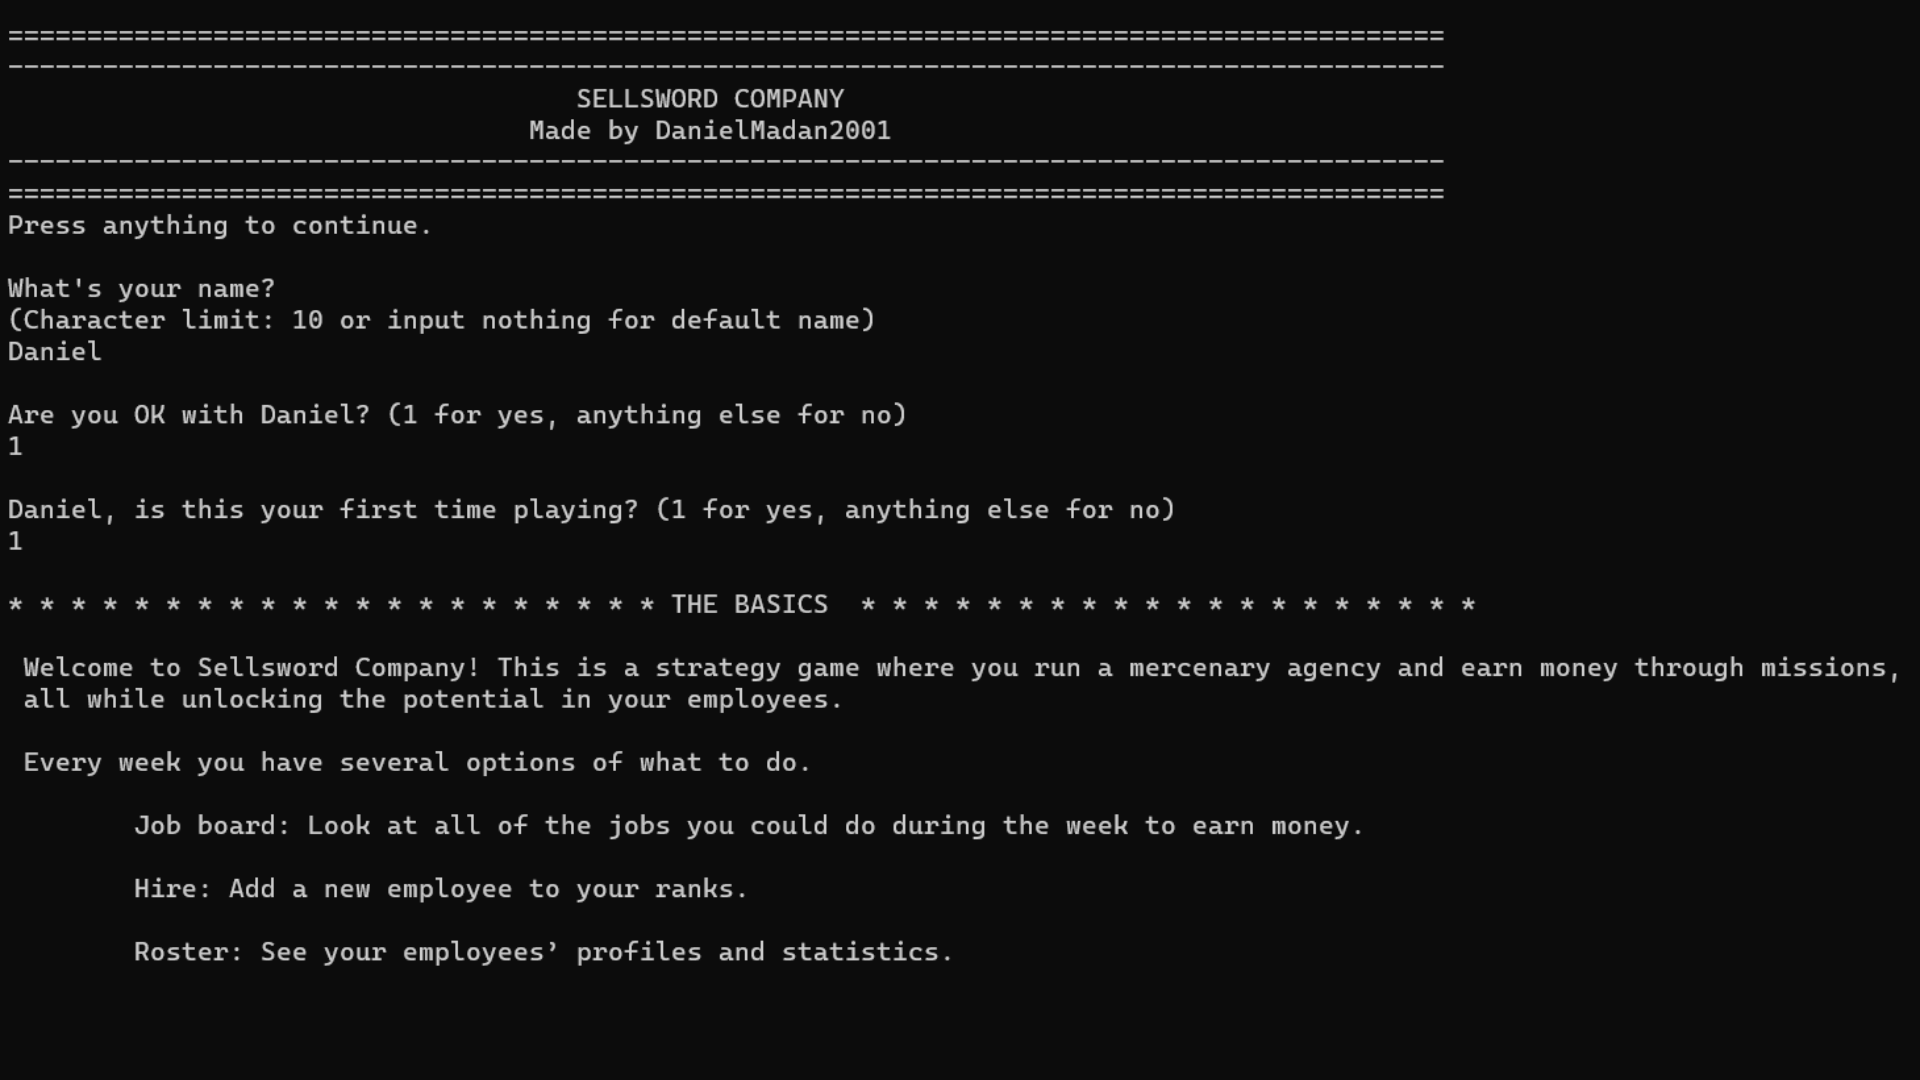 ===========================================================================================
-------------------------------------------------------------------------------------------
SELLSWORD COMPANY
Made by DanielMadan2001
-------------------------------------------------------------------------------------------
===========================================================================================
Press anything to continue.
What's your name?
(Character limit: 10 or input nothing for default name)
Daniel
Are you OK with Daniel? (1 for yes, anything else for no)
1
Daniel, is this your first time playing? (1 for yes, anything else for no)
1
* * * * * * * * * * * * * * * * * * * * * THE BASICS  * * * * * * * * * * * * * * * * * * * *
Welcome to Sellsword Company! This is a strategy game where you run a mercenary agency and earn money through missions,
all while unlocking the potential in your employees.
Every week you have several options of what to do.
Job board: Look at all of the jobs you could do during the week to earn money.
Hire: Add a new employee to your ranks.
Roster: See your employees’ profiles and statistics.